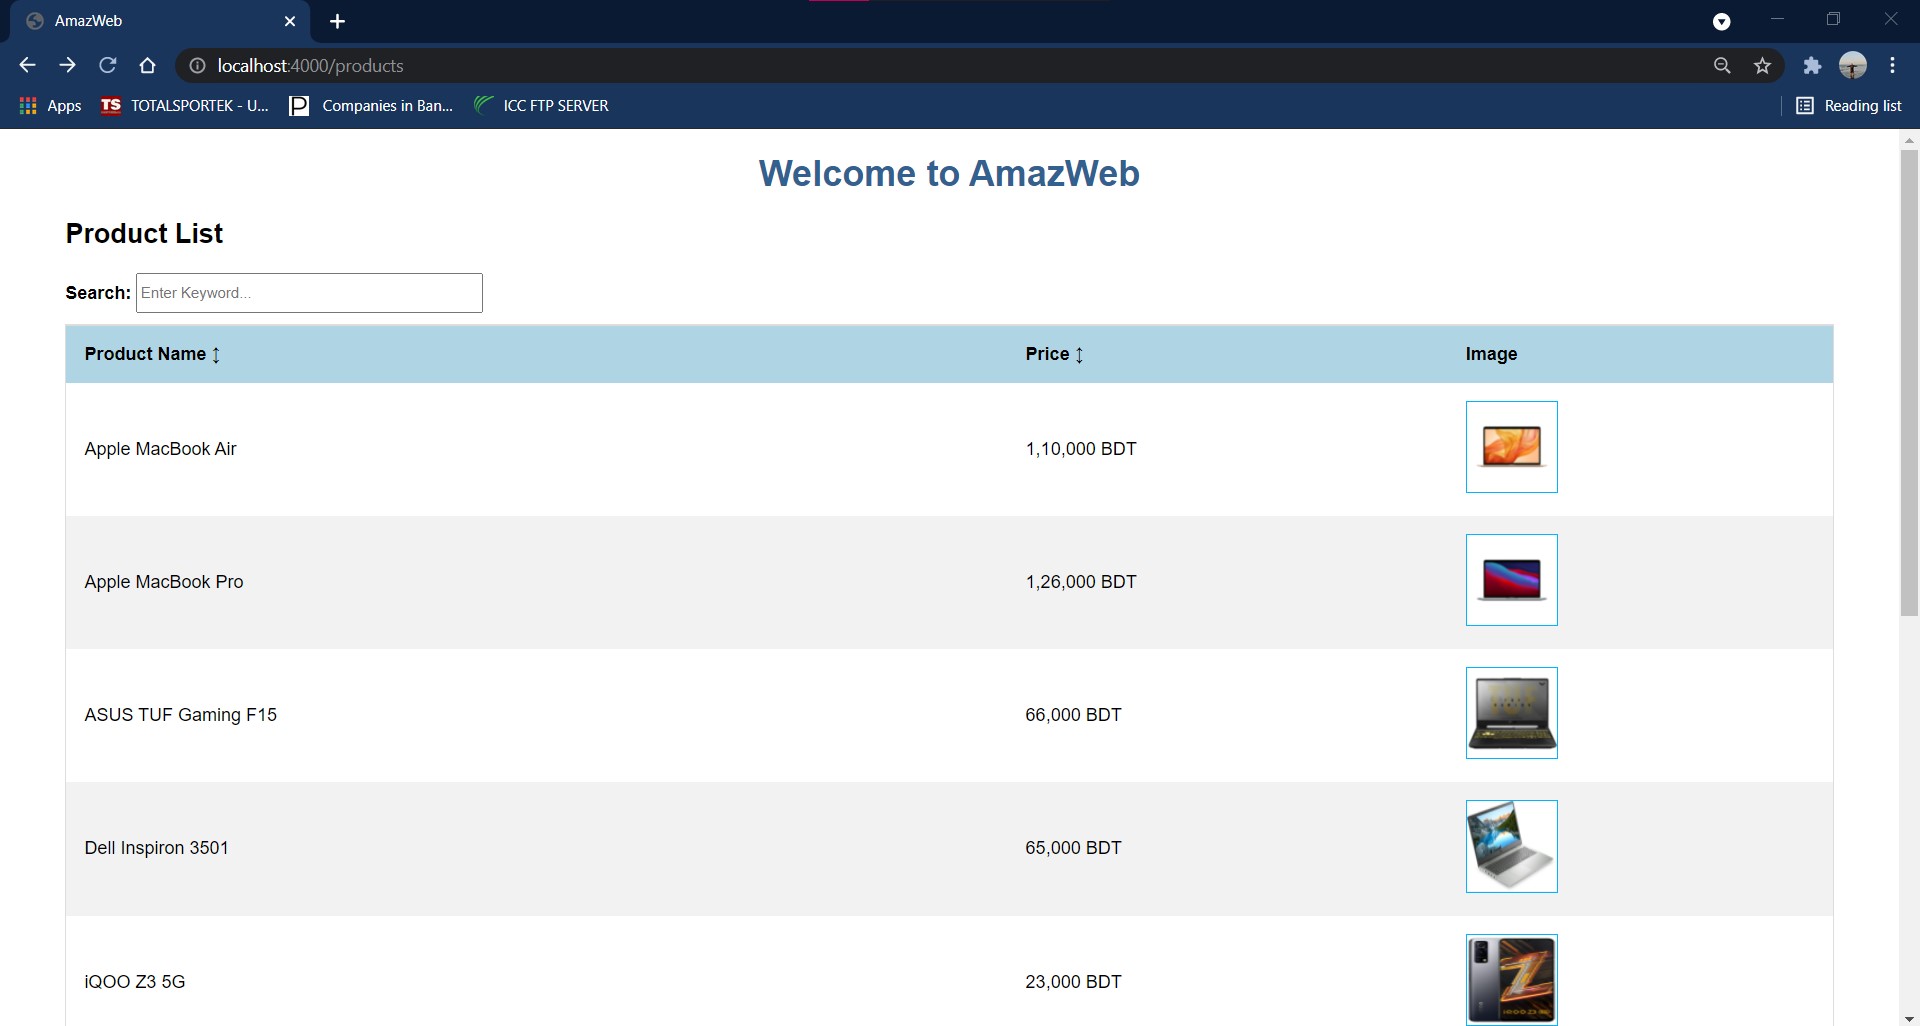 AmazWeb
localhost:4000/products
Apps TS TOTALSPORTEK - U... P Companies in Ban... ICC FTP SERVER Reading list
Welcome to AmazWeb
Product List
Search: Enter Keyword...
Product Name ↕ Price ↕ Image
Apple MacBook Air 1,10,000 BDT
Apple MacBook Pro 1,26,000 BDT
ASUS TUF Gaming F15 66,000 BDT
Dell Inspiron 3501 65,000 BDT
iQOO Z3 5G 23,000 BDT